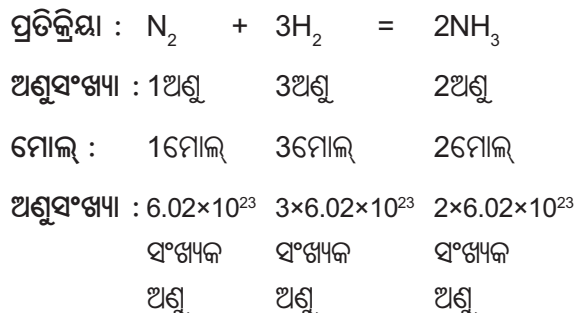 ପ୍ରତିକ୍ରିୟା : N₂ + 3H₂ = 2NH₃
ଅଣୁସଂଖ୍ୟା : 1ଅଣୁ 3ଅଣୁ 2ଅଣୁ
ମୋଲ୍ : 1ମୋଲ୍ 3ମୋଲ୍ 2ମୋଲ୍
ଅଣୁସଂଖ୍ୟା : 6.02×10²³ 3×6.02×10²³ 2×6.02×10²³
ସଂଖ୍ୟକ ସଂଖ୍ୟକ ସଂଖ୍ୟକ
ଅଣୁ ଅଣୁ ଅଣୁ